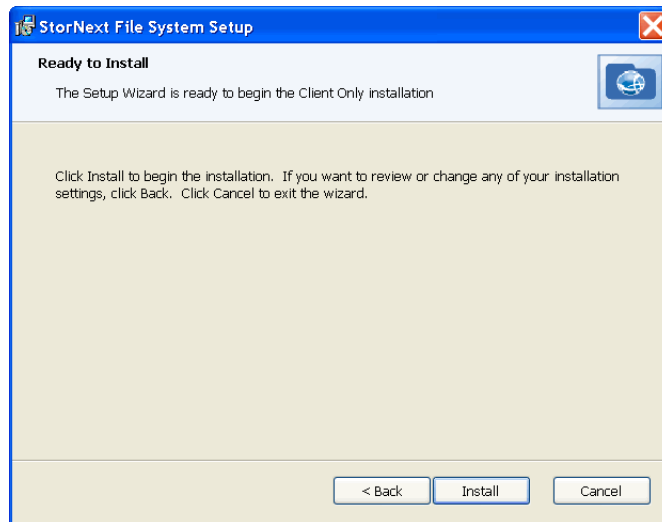 StorNext File System Setup
Ready to Install
The Setup Wizard is ready to begin the Client Only installation
Click Install to begin the installation.  If you want to review or change any of your installation
settings, click Back.  Click Cancel to exit the wizard.
< Back
Install
Cancel